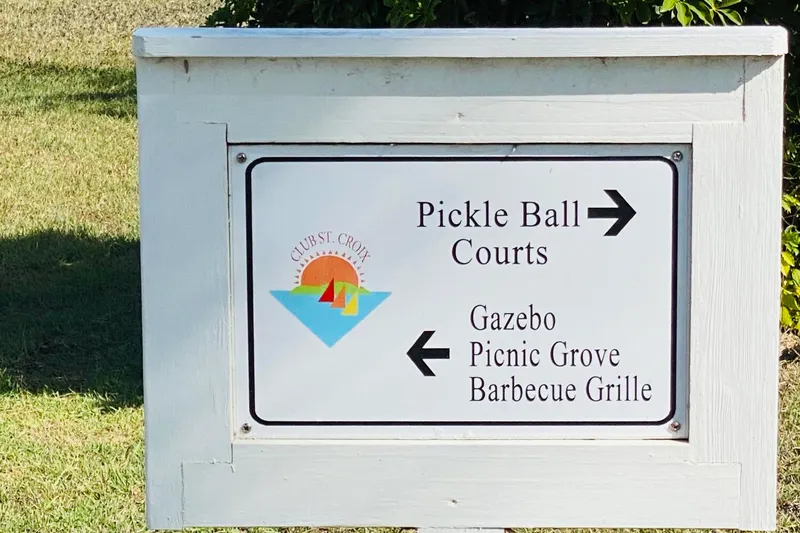 CLUB ST. CROIX
Pickle Ball
Courts
Gazebo
Picnic Grove
Barbecue Grille